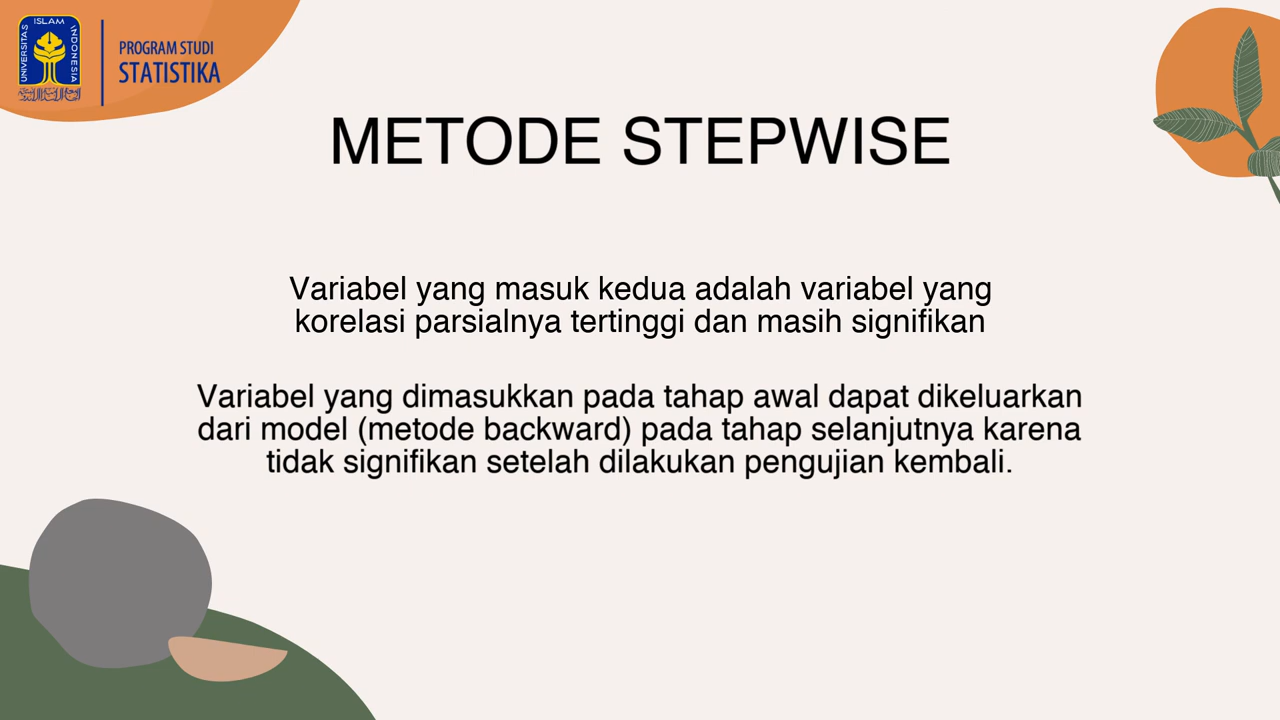 UNIVERSITAS ISLAM INDONESIA
PROGRAM STUDI
STATISTIKA
METODE STEPWISE
Variabel yang masuk kedua adalah variabel yang
korelasi parsialnya tertinggi dan masih signifikan
Variabel yang dimasukkan pada tahap awal dapat dikeluarkan
dari model (metode backward) pada tahap selanjutnya karena
tidak signifikan setelah dilakukan pengujian kembali.